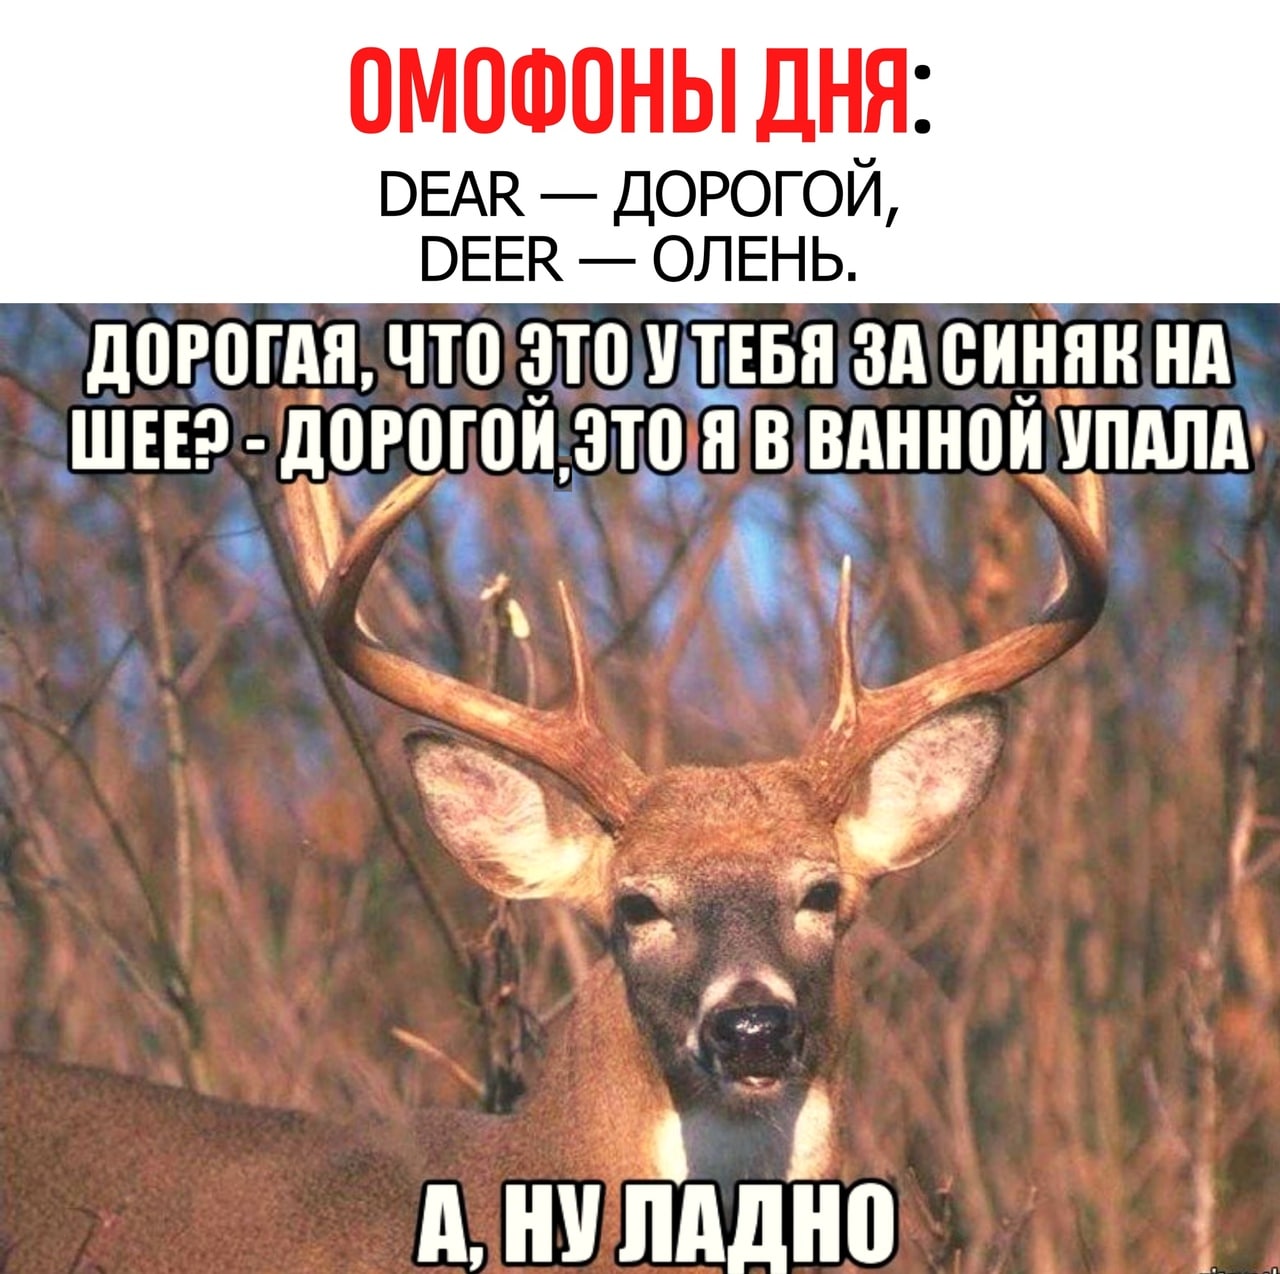 ОМОФОНЫ ДНЯ:
DEAR — ДОРОГОЙ,
DEER — ОЛЕНЬ.
ДОРОГАЯ, ЧТО ЭТО У ТЕБЯ ЗА СИНЯК НА
ШЕЕ? - ДОРОГОЙ,ЭТО Я В ВАННОЙ УПАЛА
А, НУ ЛАДНО